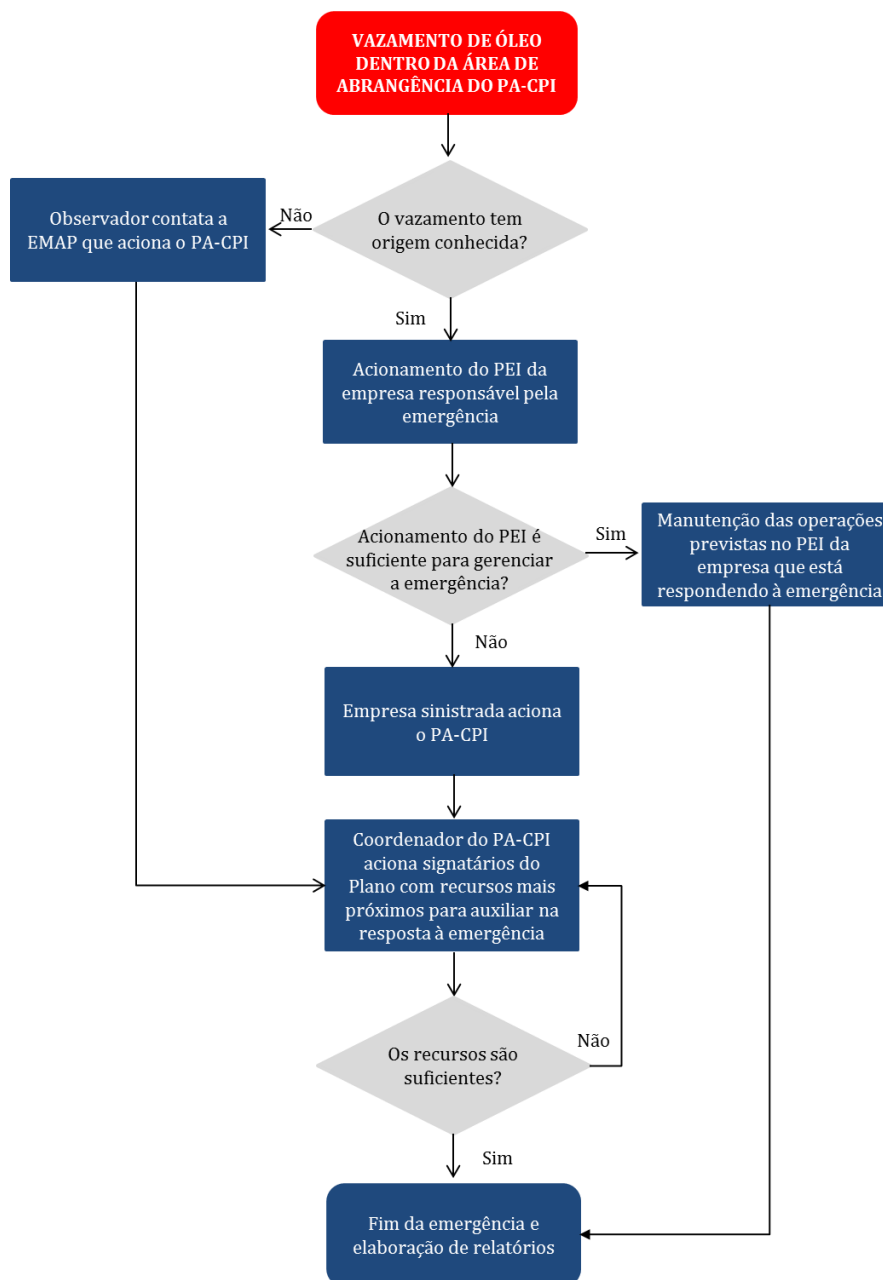 VAZAMENTO DE ÓLEO
DENTRO DA ÁREA DE
ABRANGÊNCIA DO PA-CPI
O vazamento tem
origem conhecida?
Não
Observador contata a
EMAP que aciona o PA-CPI
Sim
Acionamento do PEI da
empresa responsável pela
emergência
Acionamento do PEI é
suficiente para gerenciar
a emergência?
Sim
Manutenção das operações
previstas no PEI da
empresa que está
respondendo à emergência
Não
Empresa sinistrada aciona
o PA-CPI
Coordenador do PA-CPI
aciona signatários do
Plano com recursos mais
próximos para auxiliar na
resposta à emergência
Os recursos são
suficientes?
Não
Sim
Fim da emergência e
elaboração de relatórios